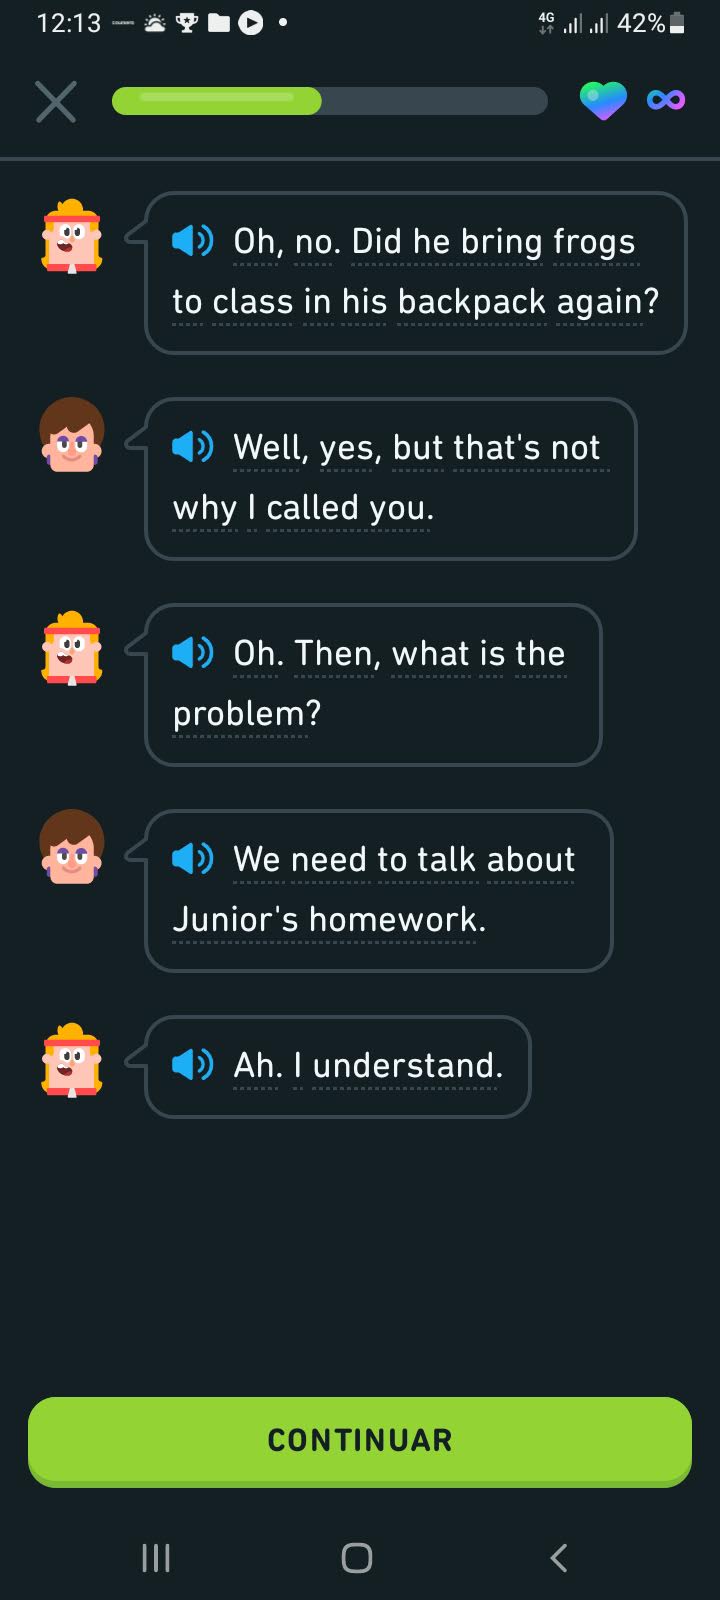 12:13
4G
42%
Oh, no. Did he bring frogs
to class in his backpack again?
Well, yes, but that's not
why I called you.
Oh. Then, what is the
problem?
We need to talk about
Junior's homework.
Ah. I understand.
CONTINUAR